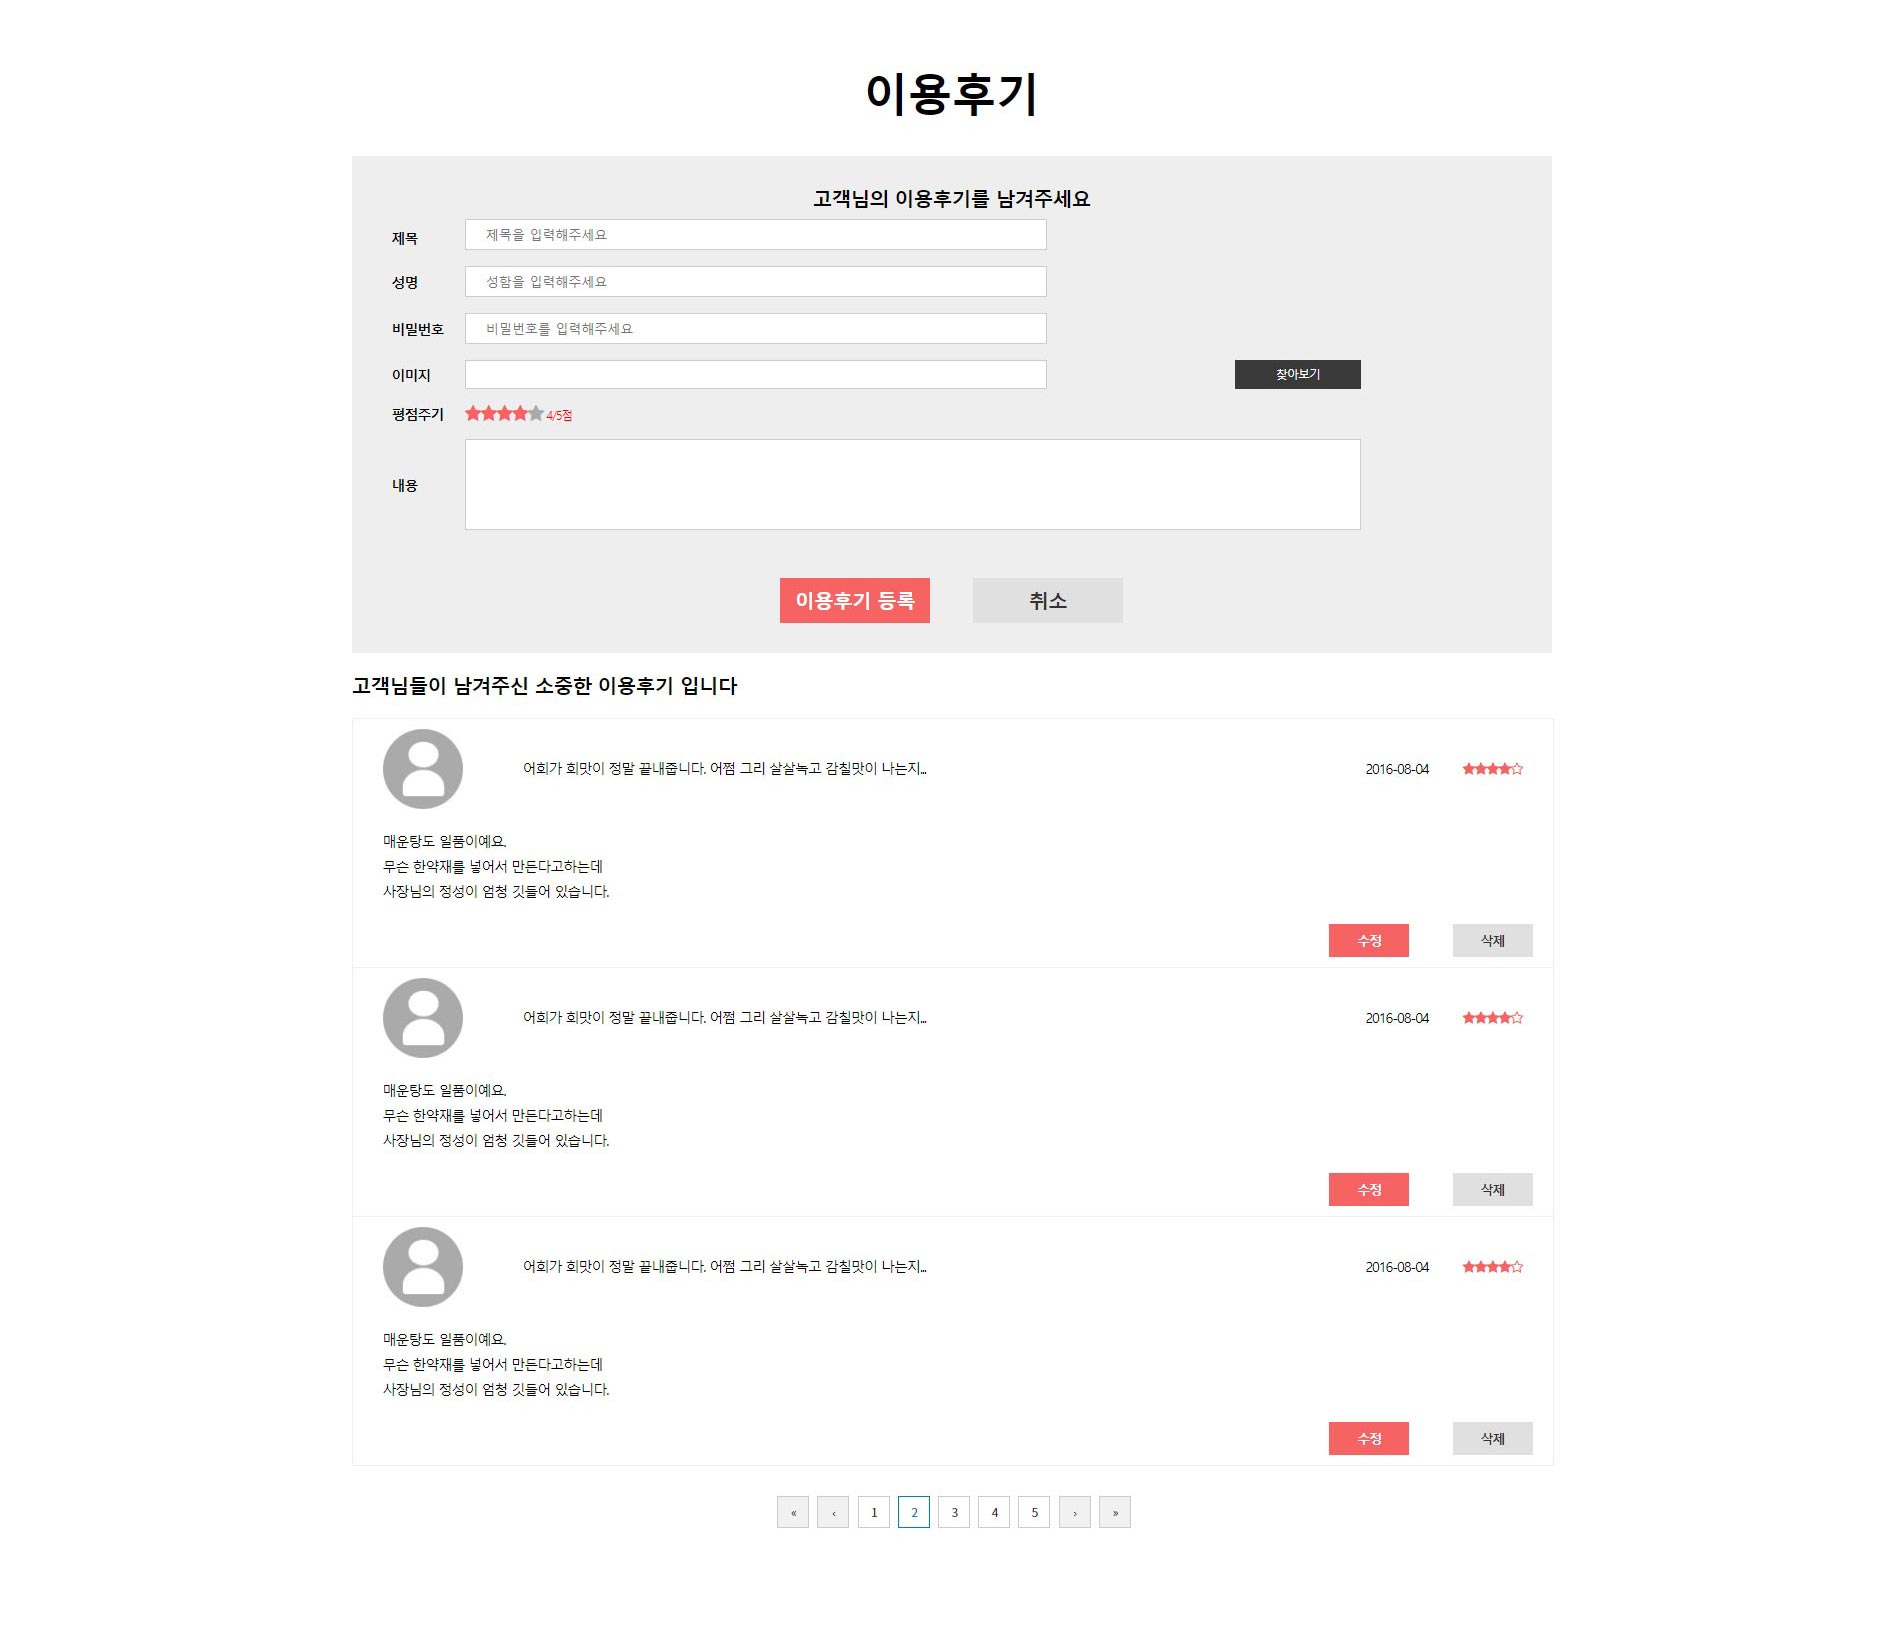 이용후기
고객님의 이용후기를 남겨주세요
제목 제목을 입력해주세요
성명 성함을 입력해주세요
비밀번호 비밀번호를 입력해주세요
이미지 찾아보기
평점주기 4/5점
내용
이용후기 등록 취소
고객님들이 남겨주신 소중한 이용후기 입니다
어회가 회맛이 정말 끝내줍니다. 어쩜 그리 살살녹고 감칠맛이 나는지... 2016-08-04
매운탕도 일품이예요.
무슨 한약재를 넣어서 만든다고하는데
사장님의 정성이 엄청 깃들어 있습니다.
수정 삭제
어회가 회맛이 정말 끝내줍니다. 어쩜 그리 살살녹고 감칠맛이 나는지... 2016-08-04
매운탕도 일품이예요.
무슨 한약재를 넣어서 만든다고하는데
사장님의 정성이 엄청 깃들어 있습니다.
수정 삭제
어회가 회맛이 정말 끝내줍니다. 어쩜 그리 살살녹고 감칠맛이 나는지... 2016-08-04
매운탕도 일품이예요.
무슨 한약재를 넣어서 만든다고하는데
사장님의 정성이 엄청 깃들어 있습니다.
수정 삭제
« ‹ 1 2 3 4 5 › »